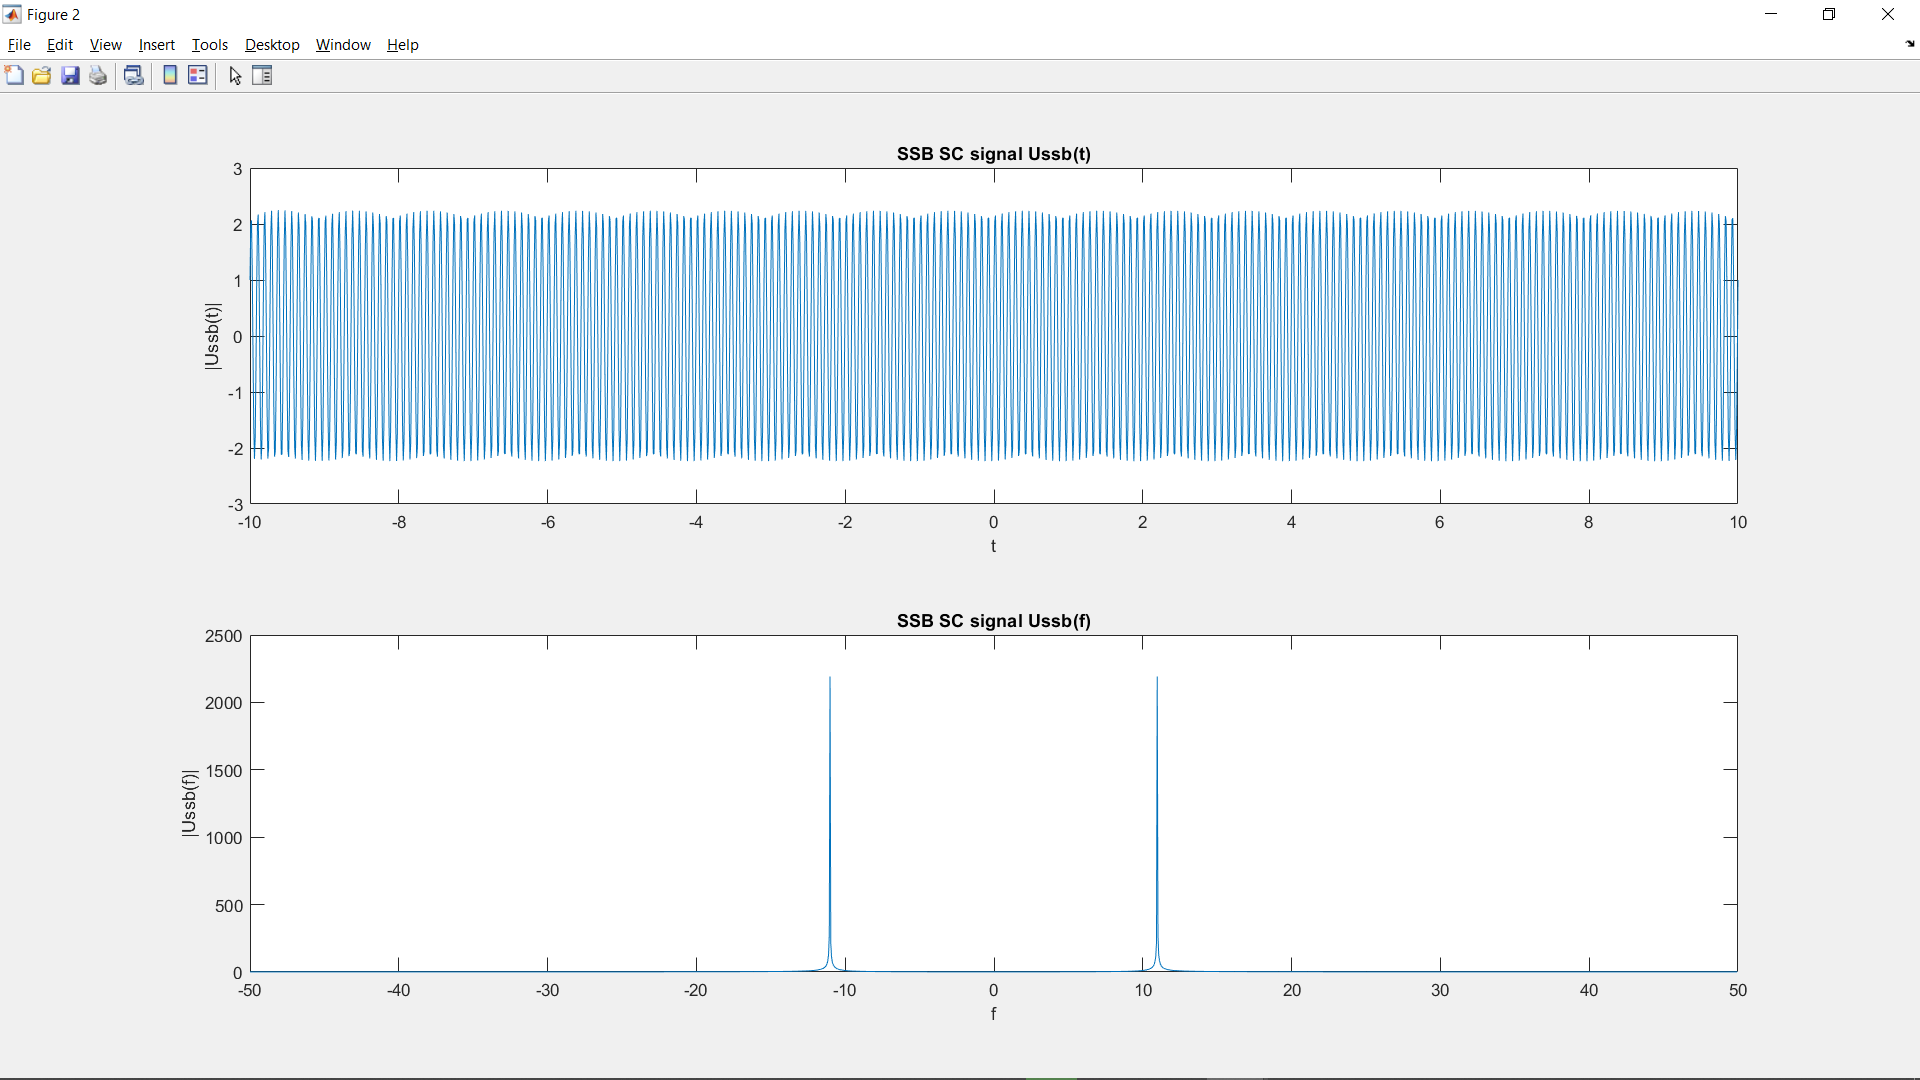 Figure 2
File Edit View Insert Tools Desktop Window Help
SSB SC signal Ussb(t)
3
2
1
0
-1
-2
-3
|Ussb(t)|
-10 -8 -6 -4 -2 0 2 4 6 8 10
t
SSB SC signal Ussb(f)
2500
2000
1500
1000
500
0
|Ussb(f)|
-50 -40 -30 -20 -10 0 10 20 30 40 50
f